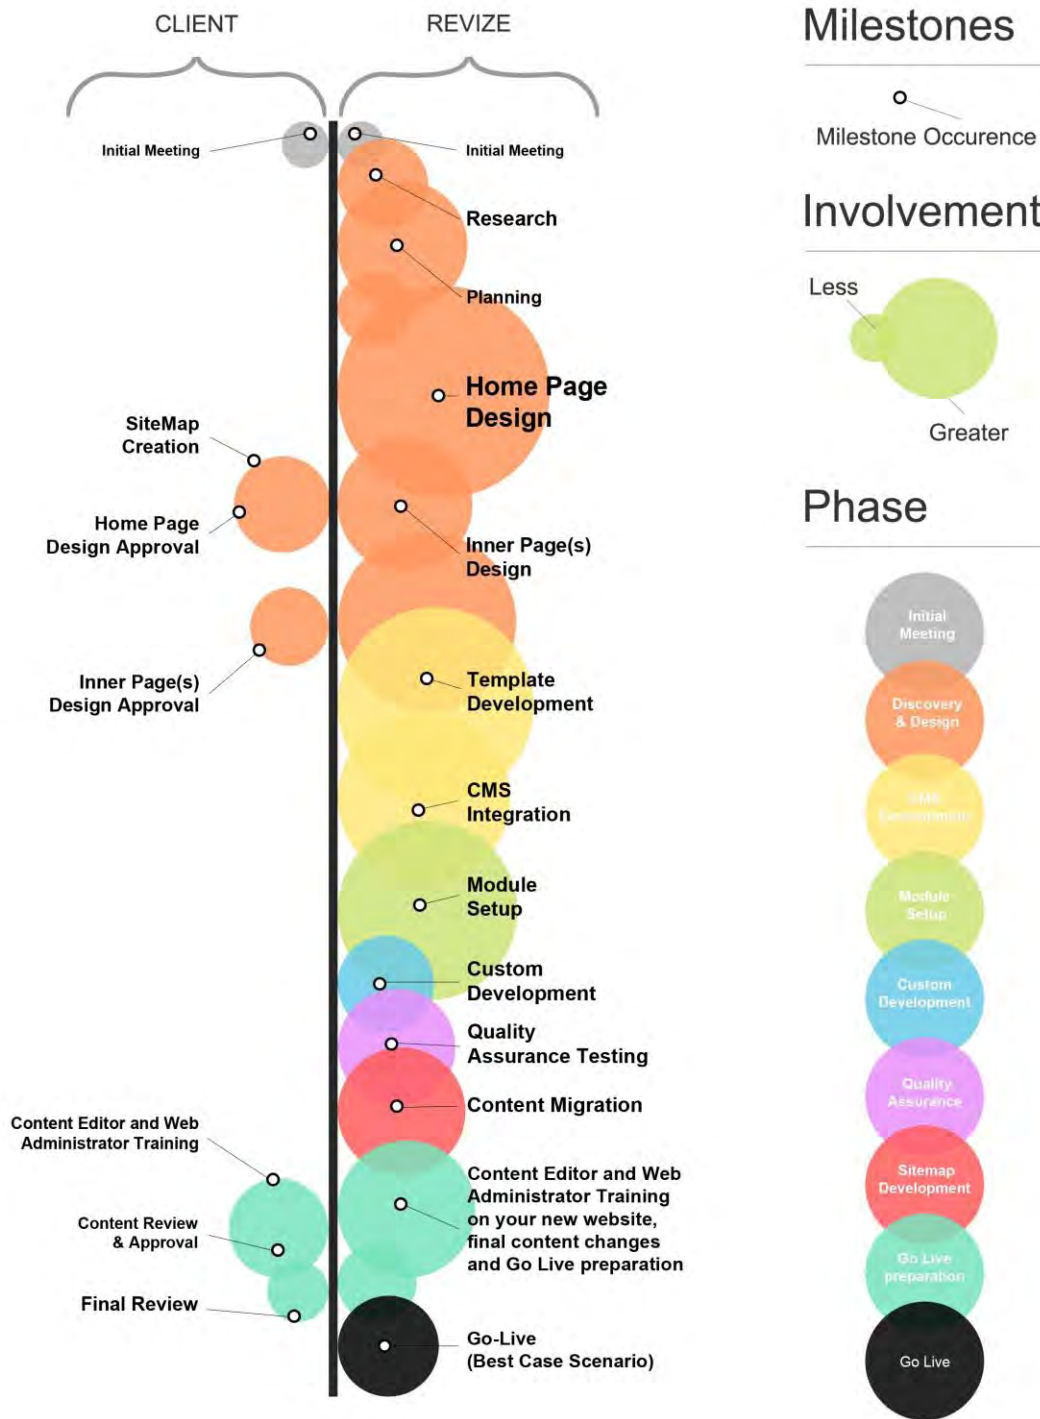 CLIENT
REVIZE
Initial Meeting
Initial Meeting
Research
Planning
Home Page
Design
SiteMap
Creation
Home Page
Design Approval
Inner Page(s)
Design
Inner Page(s)
Design Approval
Template
Development
CMS
Integration
Module
Setup
Custom
Development
Quality
Assurance Testing
Content Migration
Content Editor and Web
Administrator Training
Content Review
& Approval
Final Review
Content Editor and Web
Administrator Training
on your new website,
final content changes
and Go Live preparation
Go-Live
(Best Case Scenario)
Milestones
Milestone Occurence
Involvement
Less
Greater
Phase
Initial
Meeting
Discovery
& Design
CMS
Development
Module
Setup
Custom
Development
Quality
Assurance
Sitemap
Development
Go Live
preparation
Go Live